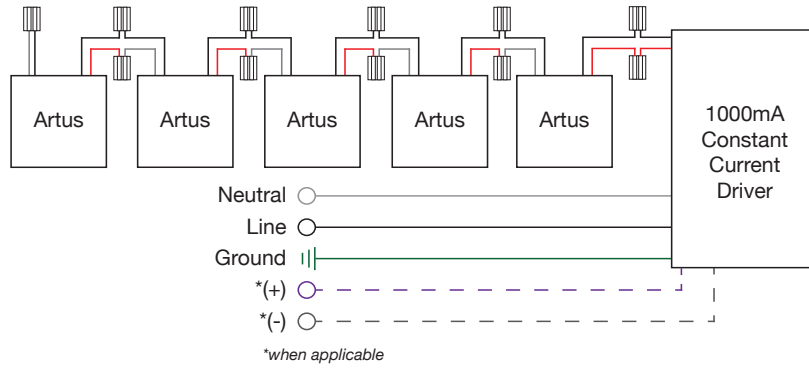 Artus
Artus
Artus
Artus
Artus
1000mA
Constant
Current
Driver
Neutral
Line
Ground
*(+)
*(-)
*when applicable